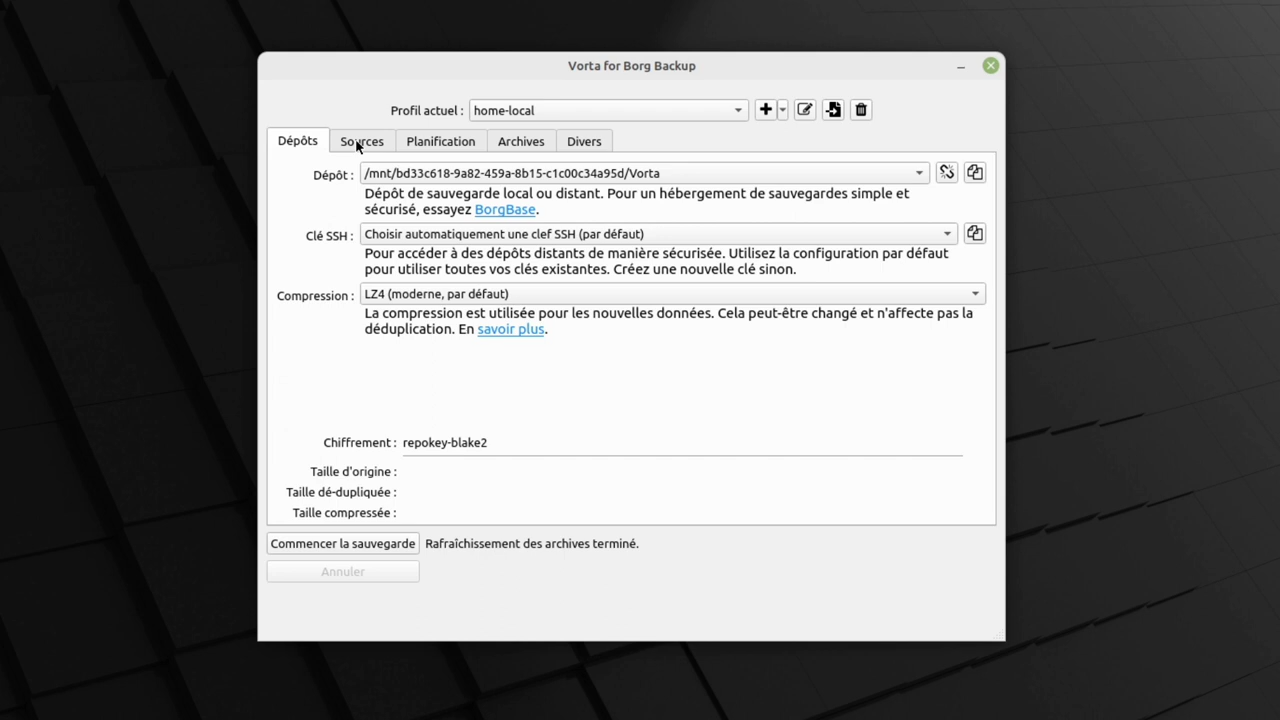 Vorta for Borg Backup
Profil actuel : home-local
Dépôts Sources Planification Archives Divers
Dépôt : /mnt/bd33c618-9a82-459a-8b15-c1c00c34a95d/Vorta
Dépôt de sauvegarde local ou distant. Pour un hébergement de sauvegardes simple et
sécurisé, essayez BorgBase.
Clé SSH : Choisir automatiquement une clef SSH (par défaut)
Pour accéder à des dépôts distants de manière sécurisée. Utilisez la configuration par défaut
pour utiliser toutes vos clés existantes. Créez une nouvelle clé sinon.
Compression : LZ4 (moderne, par défaut)
La compression est utilisée pour les nouvelles données. Cela peut-être changé et n'affecte pas la
déduplication. En savoir plus.
Chiffrement : repokey-blake2
Taille d'origine :
Taille dé-dupliquée :
Taille compressée :
Commencer la sauvegarde Rafraîchissement des archives terminé.
Annuler